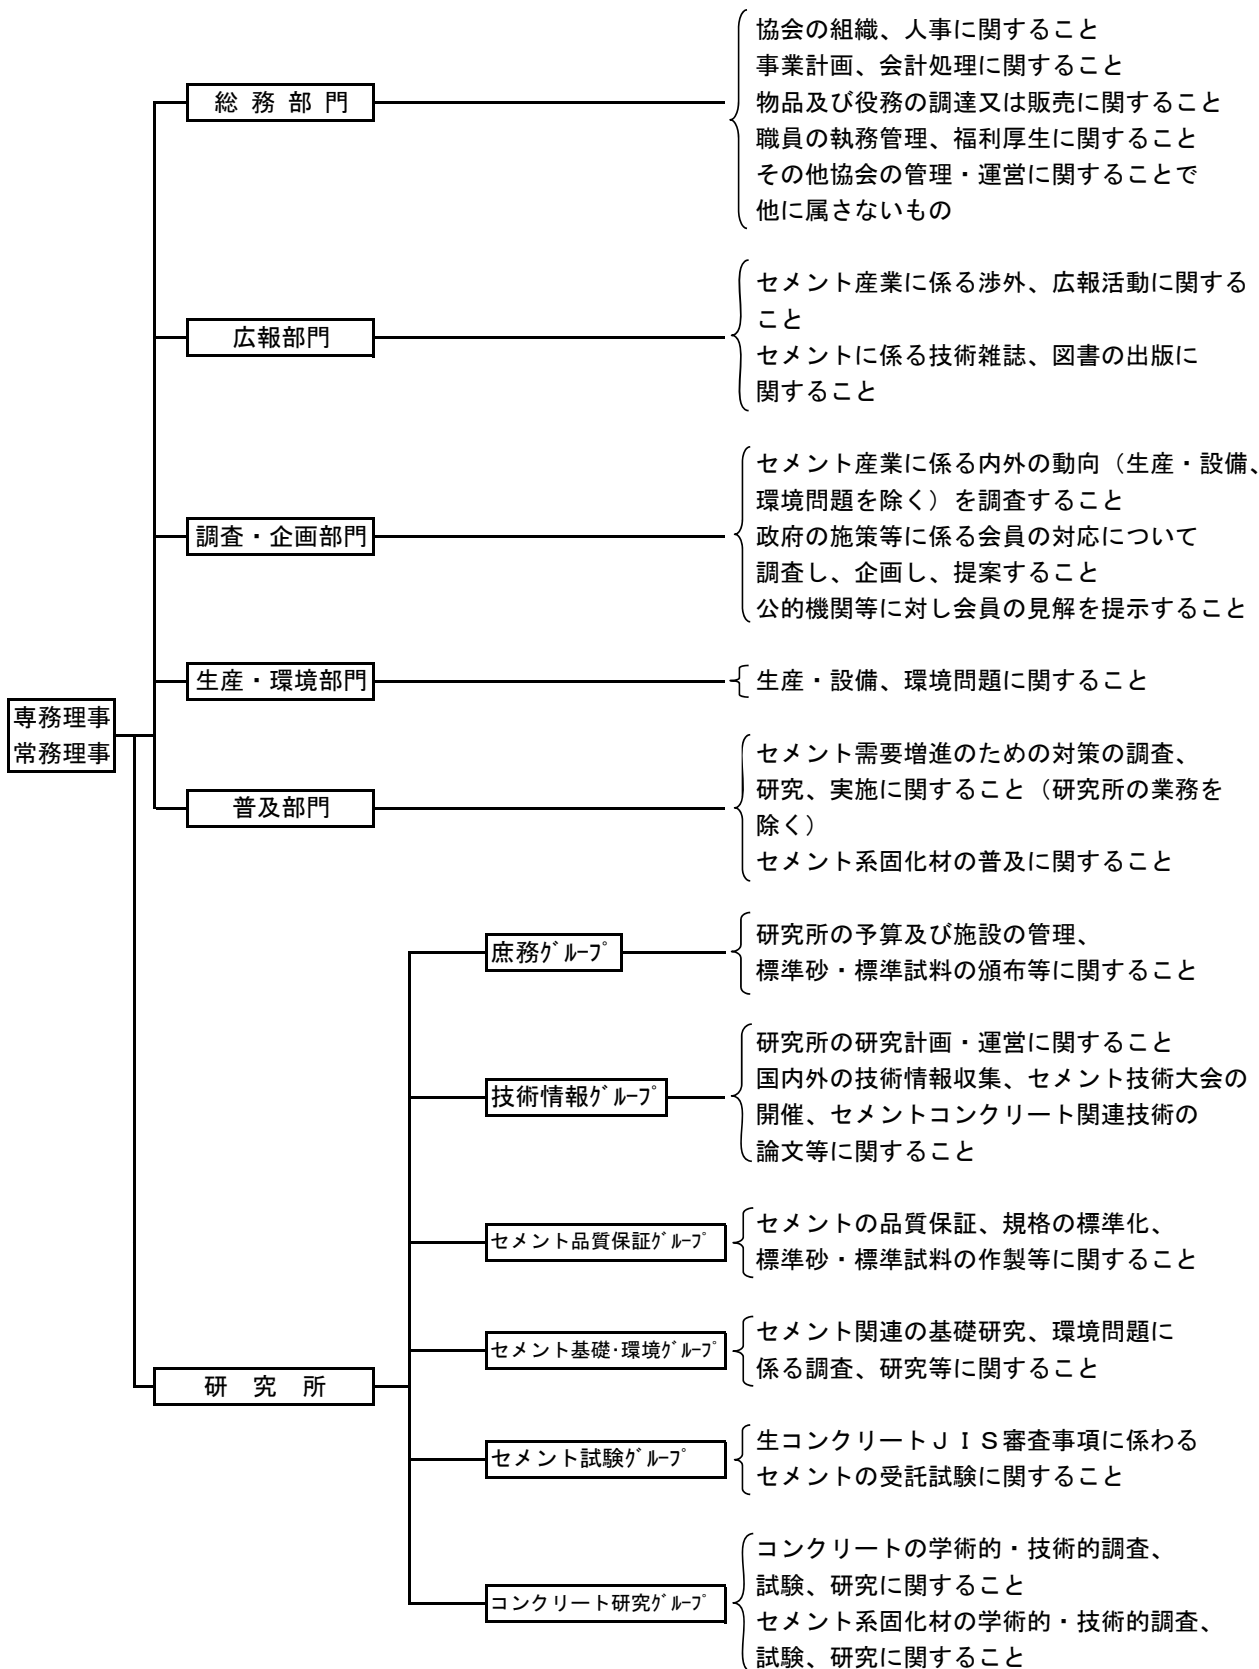 総務部門
協会の組織、人事に関すること
事業計画、会計処理に関すること
物品及び役務の調達又は販売に関すること
職員の執務管理、福利厚生に関すること
その他協会の管理・運営に関することで
他に属さないもの
広報部門
セメント産業に係る渉外、広報活動に関する
こと
セメントに係る技術雑誌、図書の出版に
関すること
調査・企画部門
セメント産業に係る内外の動向（生産・設備、
環境問題を除く）を調査すること
政府の施策等に係る会員の対応について
調査し、企画し、提案すること
公的機関等に対し会員の見解を提示すること
生産・環境部門
生産・設備、環境問題に関すること
専務理事
常務理事
普及部門
セメント需要増進のための対策の調査、
研究、実施に関すること（研究所の業務を
除く）
セメント系固化材の普及に関すること
庶務ｸﾞﾙｰﾌﾟ
研究所の予算及び施設の管理、
標準砂・標準試料の頒布等に関すること
技術情報ｸﾞﾙｰﾌﾟ
研究所の研究計画・運営に関すること
国内外の技術情報収集、セメント技術大会の
開催、セメントコンクリート関連技術の
論文等に関すること
セメント品質保証ｸﾞﾙｰﾌﾟ
セメントの品質保証、規格の標準化、
標準砂・標準試料の作製等に関すること
セメント基礎･環境ｸﾞﾙｰﾌﾟ
セメント関連の基礎研究、環境問題に
係る調査、研究等に関すること
研　究　所
セメント試験ｸﾞﾙｰﾌﾟ
生コンクリートＪＩＳ審査事項に係わる
セメントの受託試験に関すること
コンクリート研究ｸﾞﾙｰﾌﾟ
コンクリートの学術的・技術的調査、
試験、研究に関すること
セメント系固化材の学術的・技術的調査、
試験、研究に関すること